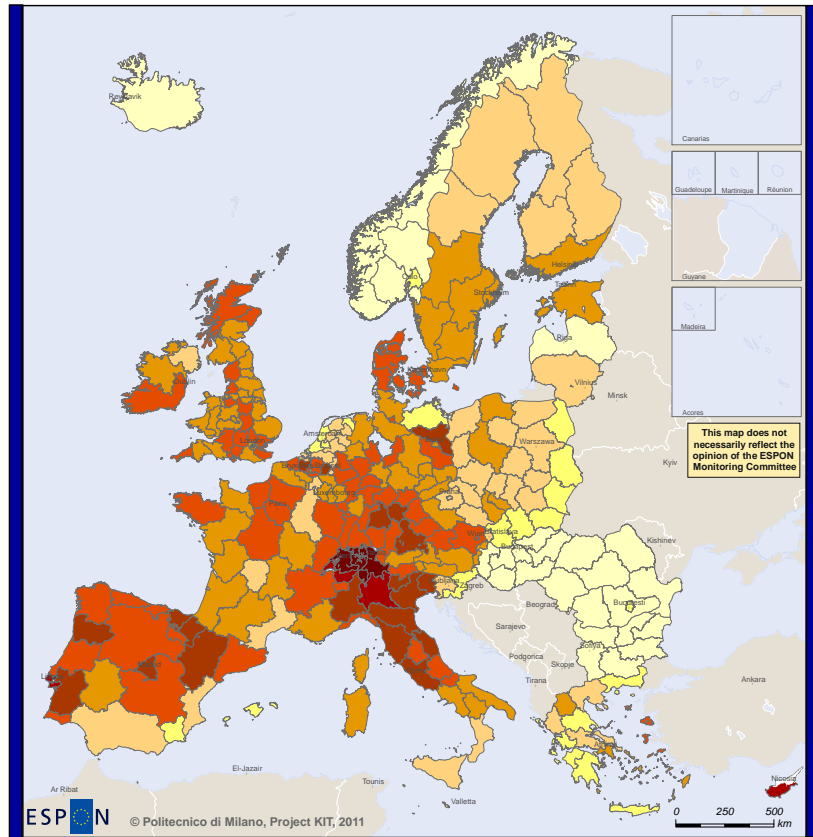 Reykjavik
Canarias
Guadeloupe
Martinique
Réunion
Guyane
Madeira
Acores
This map does not
necessarily reflect the
opinion of the ESPON
Monitoring Committee
Oslo
Helsinki
Stockholm
Tallinn
Riga
København
Vilnius
Minsk
Dublin
London
Amsterdam
Warszawa
Kyiv
Praha
Luxembourg
Paris
Wien
Bratislava
Budapest
Kishinev
Ljubljana
Zagreb
Beograd
Bucuresti
Sarajevo
Podgorica
Sofiya
Skopje
Tirana
Ankara
Madrid
Nicosia
El-Jazair
Tounis
Ar Ribat
Valletta
ESPON
© Politecnico di Milano, Project KIT, 2011
0 250 500
km